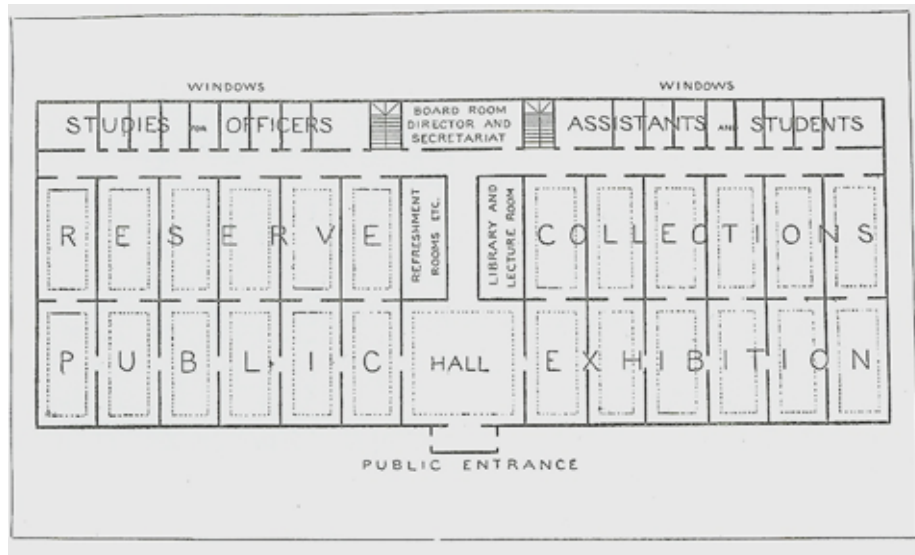 WINDOWS WINDOWS
STUDIES FOR OFFICERS
BOARD ROOM
DIRECTOR AND
SECRETARIAT
ASSISTANTS AND STUDENTS
RESERVE
REFRESHMENT
ROOMS ETC.
LIBRARY AND
LECTURE ROOM
COLLECTIONS
PUBLIC HALL EXHIBITION
PUBLIC ENTRANCE